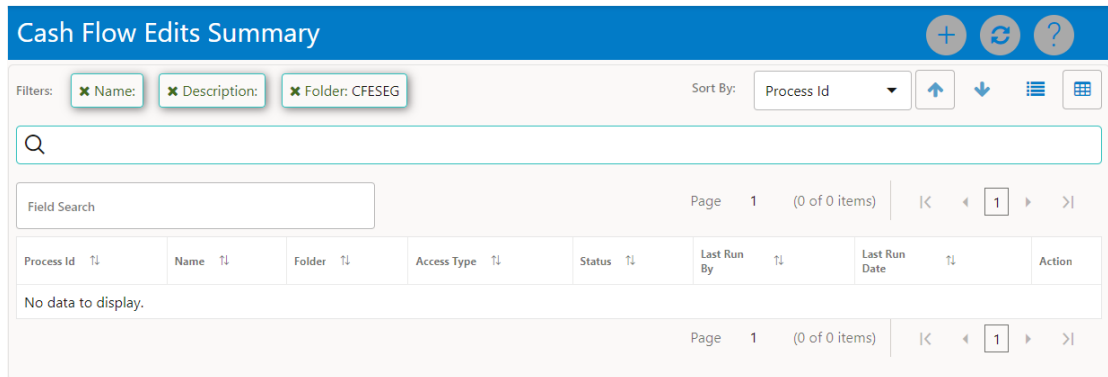 Cash Flow Edits Summary
Filters: Name: Description: Folder: CFESEG Sort By: Process Id
Field Search
Page 1 (0 of 0 items) 1
Process Id Name Folder Access Type Status Last Run By Last Run Date Action
No data to display.
Page 1 (0 of 0 items) 1